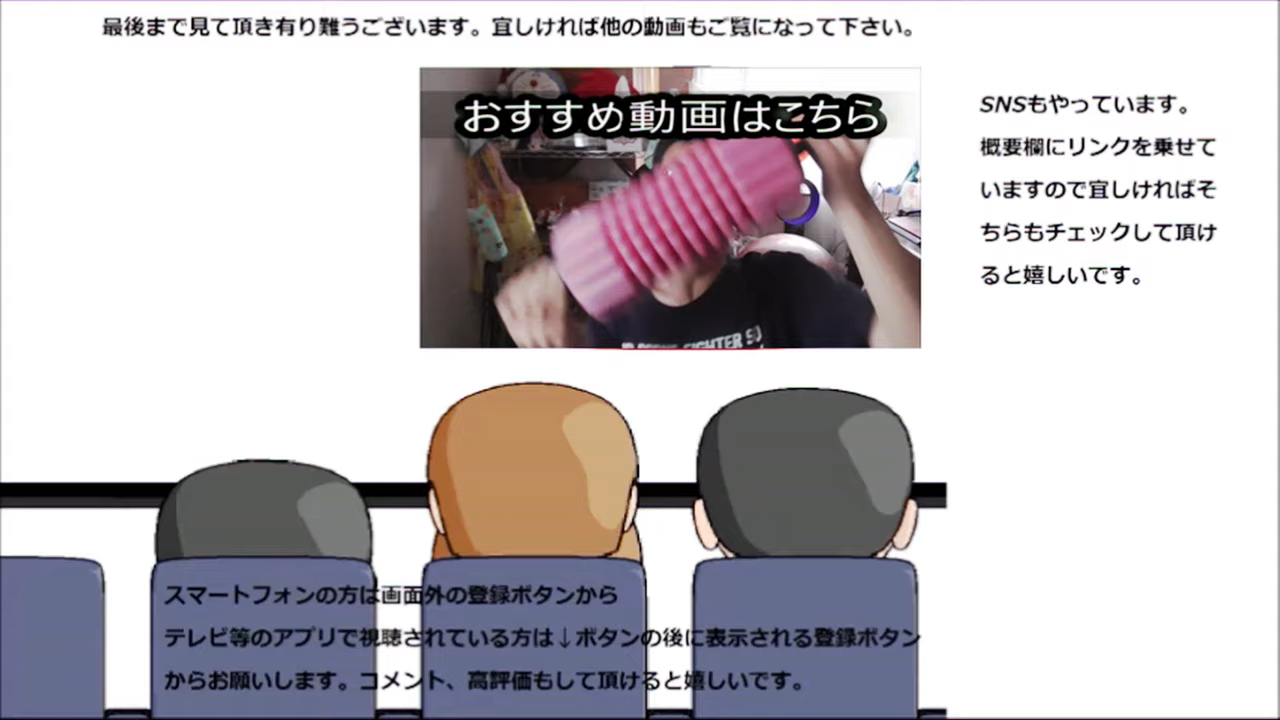 最後まで見て頂き有り難うございます。宜しければ他の動画もご覧になって下さい。
おすすめ動画はこちら
SNSもやっています。
概要欄にリンクを乗せて
いますので宜しければそ
ちらもチェックして頂け
ると嬉しいです。
FIGHTER
スマートフォンの方は画面外の登録ボタンから
テレビ等のアプリで視聴されている方は↓ボタンの後に表示される登録ボタン
からお願いします。コメント、高評価もして頂けると嬉しいです。